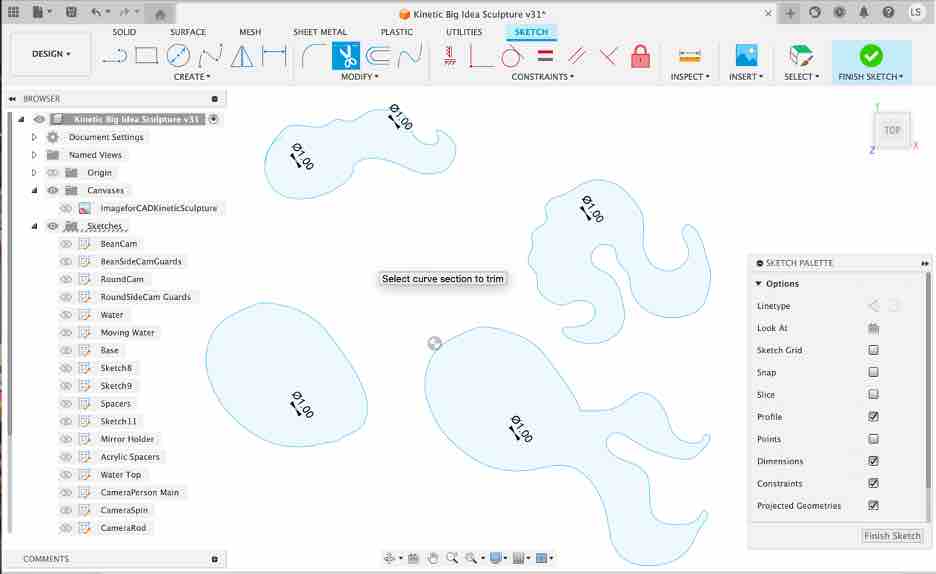 Kinetic Big Idea Sculpture v31*
LS
SOLID SURFACE MESH SHEET METAL PLASTIC UTILITIES SKETCH
DESIGN
CREATE MODIFY CONSTRAINTS INSPECT INSERT SELECT FINISH SKETCH
BROWSER
Kinetic Big Idea Sculpture v31
Document Settings
Named Views
Origin
Canvases
ImageforCADKineticSculpture
Sketches
BeanCam
BeanSideCamGuards
RoundCam
RoundSideCam Guards
Water
Moving Water
Base
Sketch8
Sketch9
Spacers
Sketch11
Mirror Holder
Acrylic Spacers
Water Top
CameraPerson Main
CameraSpin
CameraRod
COMMENTS
Ø1.00
Ø1.00
Ø1.00
Select curve section to trim
Ø1.00
Ø1.00
Y
TOP
Z
X
SKETCH PALETTE
Options
Linetype
Look At
Sketch Grid
Snap
Slice
Profile
Points
Dimensions
Constraints
Projected Geometries
Finish Sketch